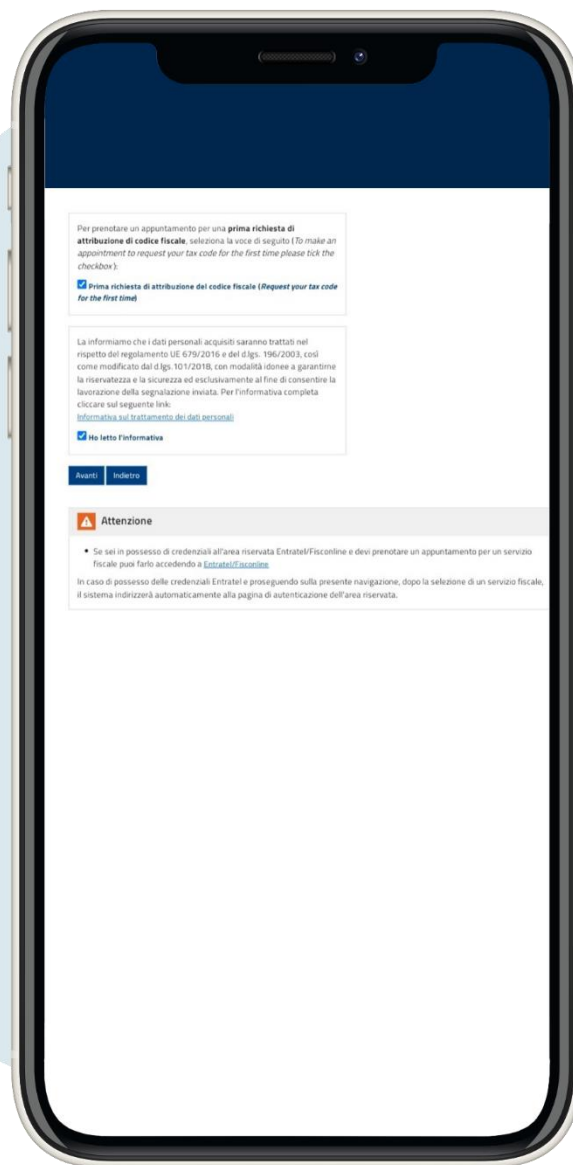 Per prenotare un appuntamento per una prima richiesta di
attribuzione di codice fiscale, seleziona la voce di seguito (To make an
appointment to request your tax code for the first time please tick the
checkbox):
Prima richiesta di attribuzione del codice fiscale (Request your tax code
for the first time)
La informiamo che i dati personali acquisiti saranno trattati nel
rispetto del regolamento UE 679/2016 e del d.lgs. 196/2003, così
come modificato dal d.lgs.101/2018, con modalità idonee a garantirne
la riservatezza e la sicurezza ed esclusivamente al fine di consentire la
lavorazione della segnalazione inviata. Per l'informativa completa
cliccare sul seguente link:
Informativa sul trattamento dei dati personali
Ho letto l'informativa
Avanti Indietro
Attenzione
Se sei in possesso di credenziali all'area riservata Entratel/Fisconline e devi prenotare un appuntamento per un servizio
fiscale puoi farlo accedendo a Entratel/Fisconline
In caso di possesso delle credenziali Entratel e proseguendo sulla presente navigazione, dopo la selezione di un servizio fiscale,
il sistema indirizzerà automaticamente alla pagina di autenticazione dell'area riservata.